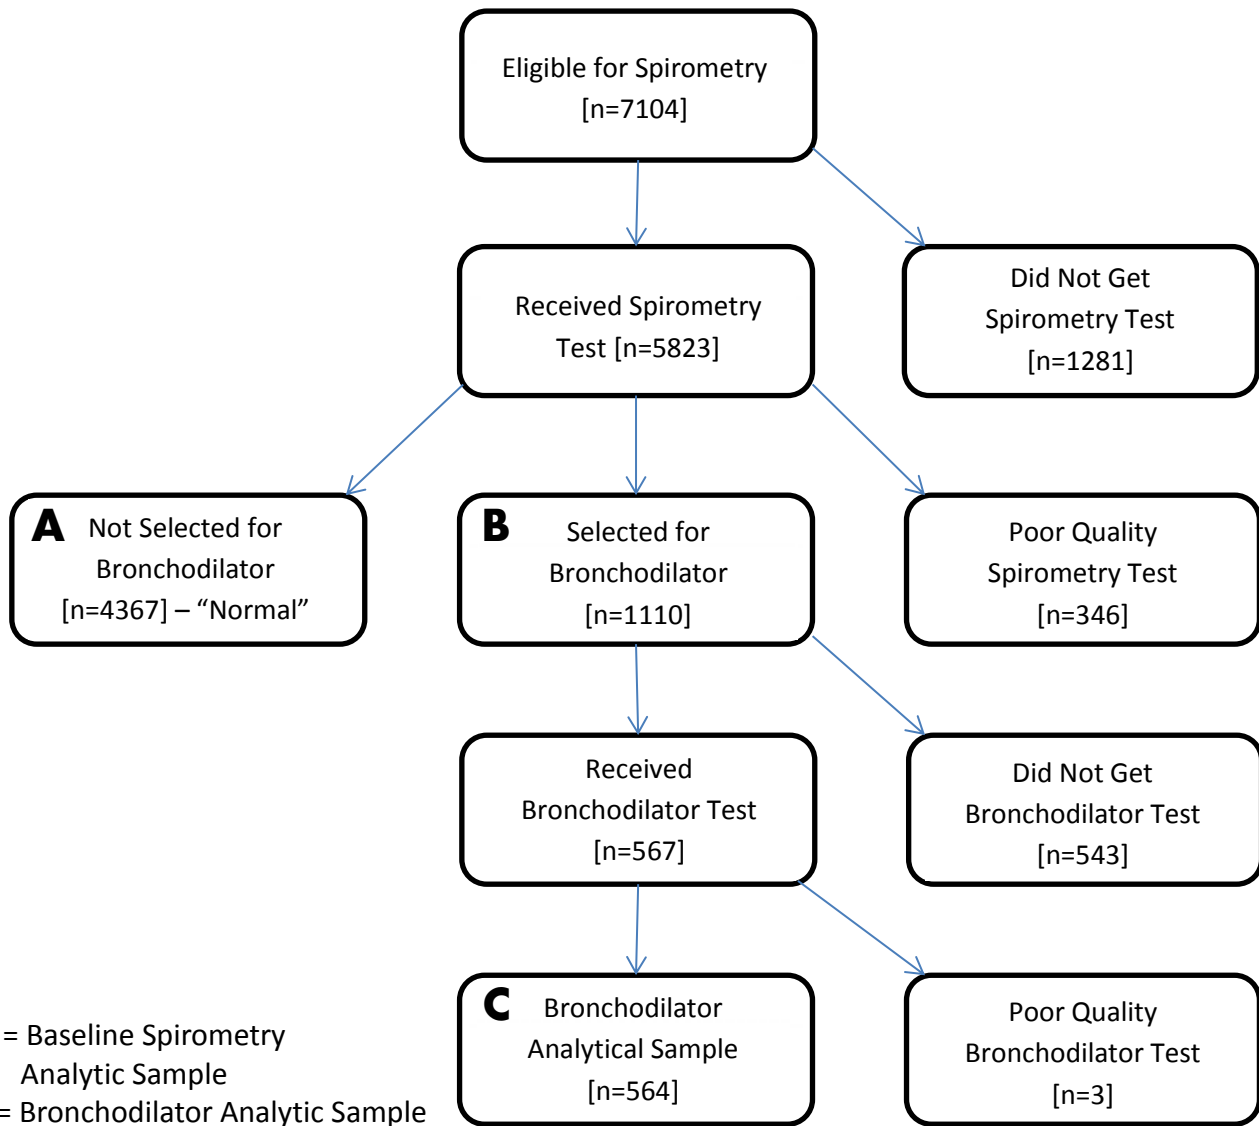 Eligible for Spirometry
[n=7104]
Received Spirometry
Test [n=5823]
Did Not Get
Spirometry Test
[n=1281]
A Not Selected for
Bronchodilator
[n=4367] – “Normal”
B Selected for
Bronchodilator
[n=1110]
Poor Quality
Spirometry Test
[n=346]
Received
Bronchodilator Test
[n=567]
Did Not Get
Bronchodilator Test
[n=543]
C Bronchodilator
Analytical Sample
[n=564]
Poor Quality
Bronchodilator Test
[n=3]
= Baseline Spirometry
Analytic Sample
= Bronchodilator Analytic Sample